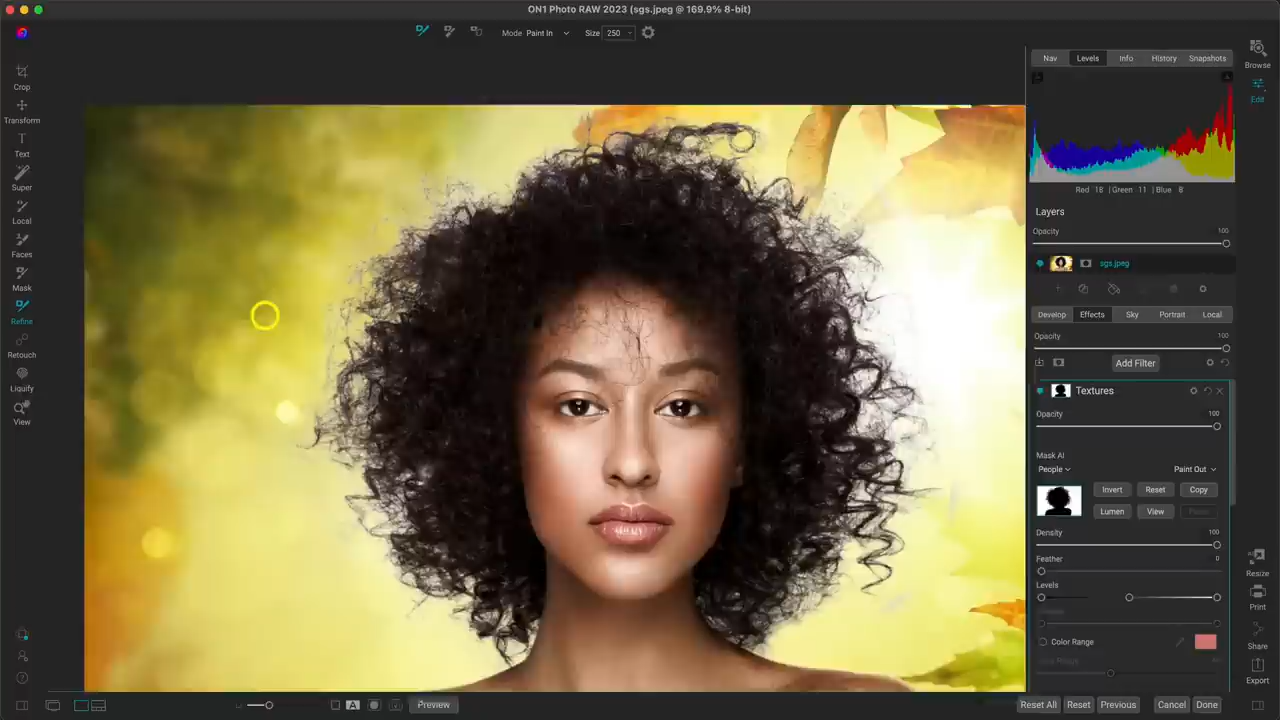 ON1 Photo RAW 2023 (sgs.jpeg @ 169.9% 8-bit)
Mode Paint In Size 250
Crop
Transform
Text
Super
Local
Faces
Mask
Refine
Retouch
Liquify
View
Nav Levels Info History Snapshots
Red 18 | Green 11 | Blue 8
Layers
Opacity 100
sgs.jpeg
Develop Effects Sky Portrait Local
Opacity 100
Add Filter
Textures
Opacity 100
Mask AI
People Paint Out
Invert Reset Copy
Lumen View
Density 100
Feather 0
Levels
Color Range
Browse
Edit
Resize
Print
Share
Export
A Preview
Reset All Reset Previous Cancel Done